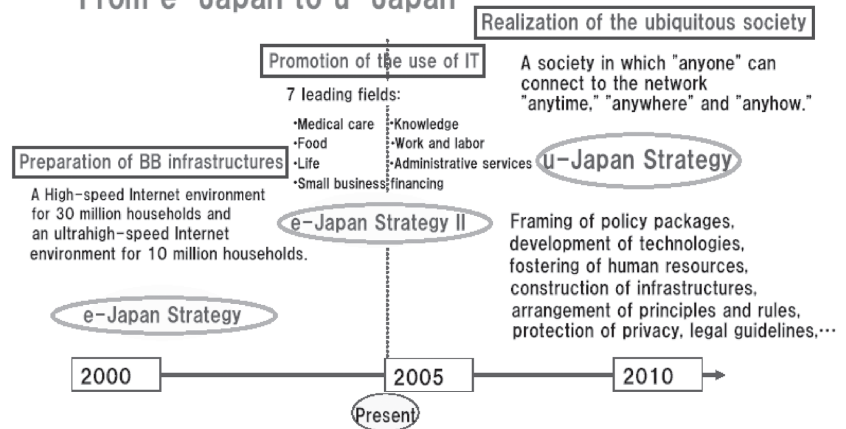 From e-Japan to u-Japan
Realization of the ubiquitous society
A society in which "anyone" can
connect to the network
"anytime," "anywhere" and "anyhow."
u-Japan Strategy
Framing of policy packages,
development of technologies,
fostering of human resources,
construction of infrastructures,
arrangement of principles and rules,
protection of privacy, legal guidelines,…
Promotion of the use of IT
7 leading fields:
・Medical care ・Knowledge
・Food ・Work and labor
・Life ・Administrative services
・Small business financing
e-Japan Strategy II
Preparation of BB infrastructures
A High-speed Internet environment
for 30 million households and
an ultrahigh-speed Internet
environment for 10 million households.
e-Japan Strategy
2000 2005 2010
Present